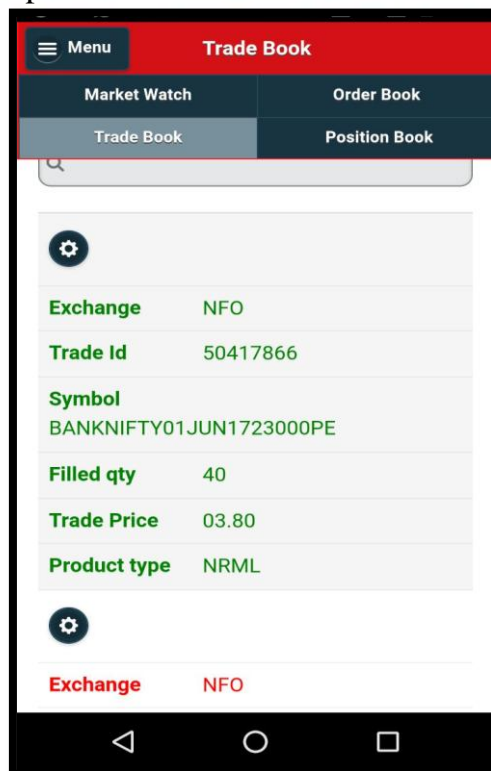 Menu Trade Book
Market Watch Order Book
Trade Book Position Book
Exchange NFO
Trade Id 50417866
Symbol
BANKNIFTY01JUN1723000PE
Filled qty 40
Trade Price 03.80
Product type NRML
Exchange NFO